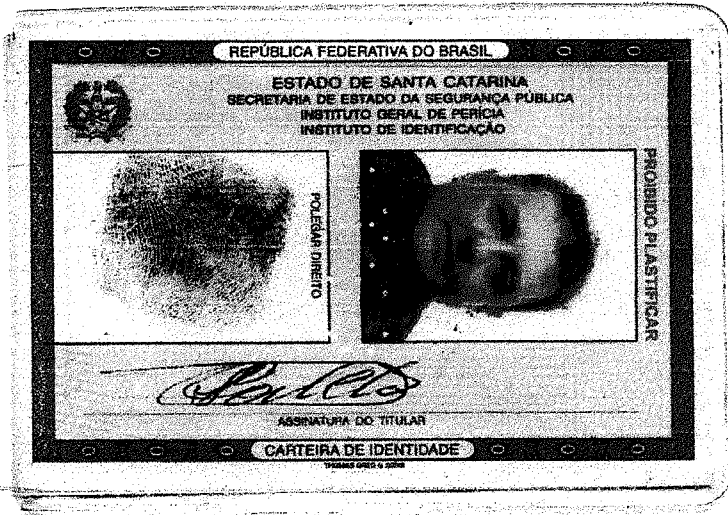 REPÚBLICA FEDERATIVA DO BRASIL
ESTADO DE SANTA CATARINA
SECRETARIA DE ESTADO DA SEGURANÇA PÚBLICA
INSTITUTO GERAL DE PERÍCIA
INSTITUTO DE IDENTIFICAÇÃO
POLEGAR DIREITO
PROIBIDO PLASTIFICAR
ASSINATURA DO TITULAR
CARTEIRA DE IDENTIDADE